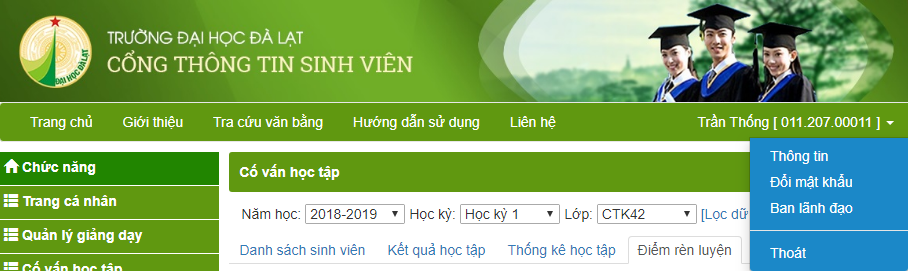 TRƯỜNG ĐẠI HỌC ĐÀ LẠT
CỔNG THÔNG TIN SINH VIÊN
ĐẠI HỌC ĐÀ LẠT
Trang chủ Giới thiệu Tra cứu văn bằng Hướng dẫn sử dụng Liên hệ Trần Thống [ 011.207.00011 ]
Chức năng
Trang cá nhân
Quản lý giảng dạy
Cố vấn học tập
Cố vấn học tập
Năm học: 2018-2019 Học kỳ: Học kỳ 1 Lớp: CTK42 [Lọc dữ
Danh sách sinh viên Kết quả học tập Thống kê học tập Điểm rèn luyện
Thông tin
Đổi mật khẩu
Ban lãnh đạo
Thoát